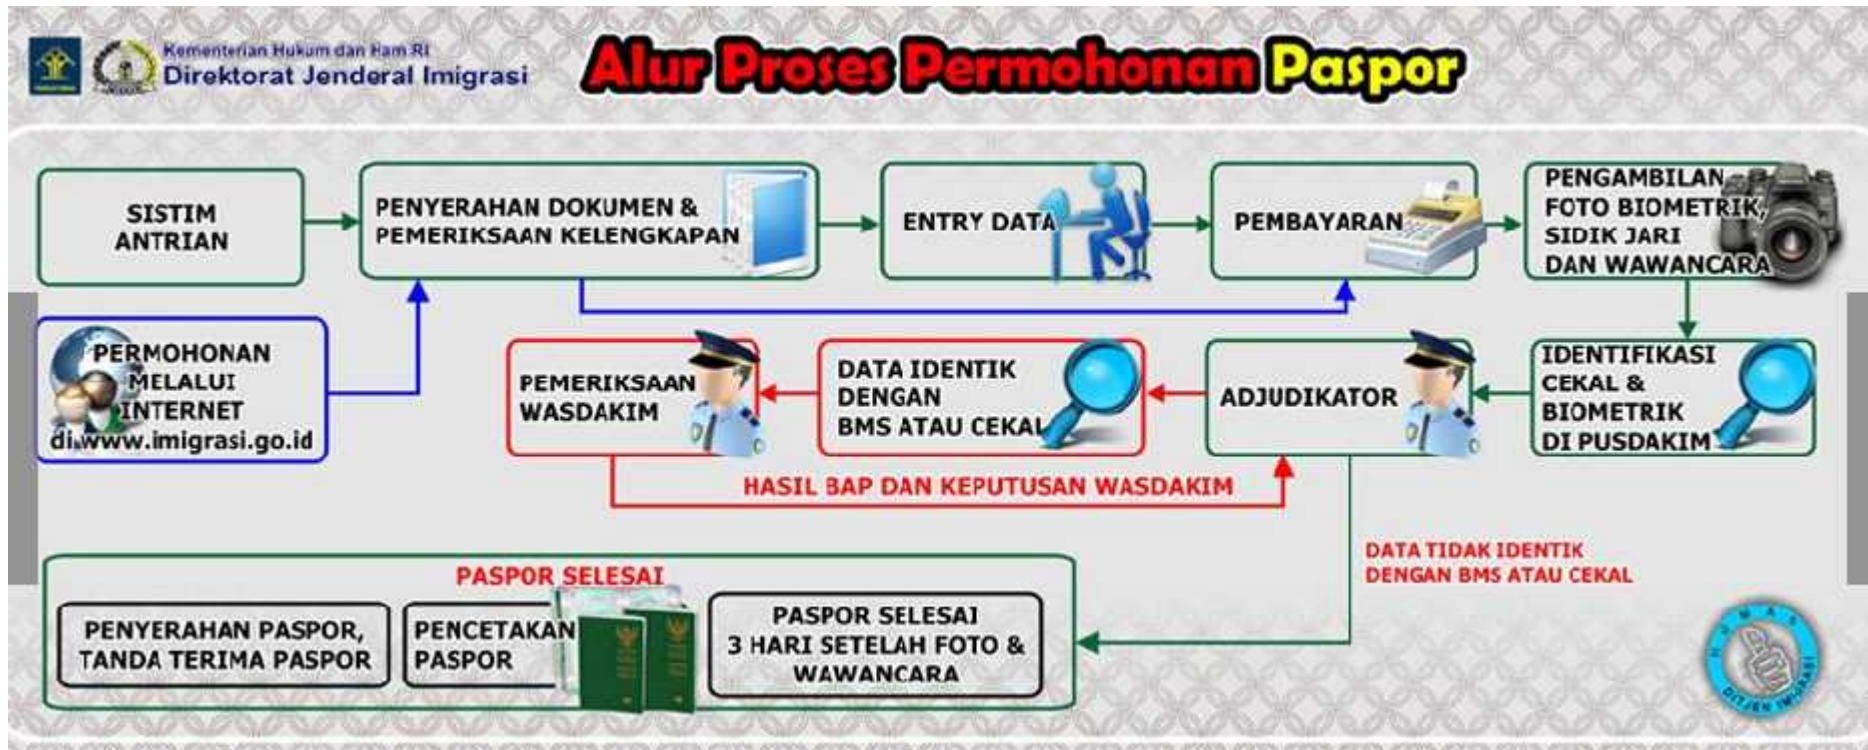 Kementerian Hukum dan Ham RI
Direktorat Jenderal Imigrasi
Alur Proses Permohonan Paspor
SISTIM
ANTRIAN
PENYERAHAN DOKUMEN &
PEMERIKSAAN KELENGKAPAN
ENTRY DATA
PEMBAYARAN
PENGAMBILAN
FOTO BIOMETRIK,
SIDIK JARI
DAN WAWANCARA
PERMOHONAN
MELALUI
INTERNET
di www.imigrasi.go.id
PEMERIKSAAN
WASDAKIM
DATA IDENTIK
DENGAN
BMS ATAU CEKAL
ADJUDIKATOR
IDENTIFIKASI
CEKAL &
BIOMETRIK
DI PUSDAKIM
HASIL BAP DAN KEPUTUSAN WASDAKIM
DATA TIDAK IDENTIK
DENGAN BMS ATAU CEKAL
PASPOR SELESAI
PENYERAHAN PASPOR,
TANDA TERIMA PASPOR
PENCETAKAN
PASPOR
PASPOR SELESAI
3 HARI SETELAH FOTO &
WAWANCARA
HUMAS
DITJEN IMIGRASI